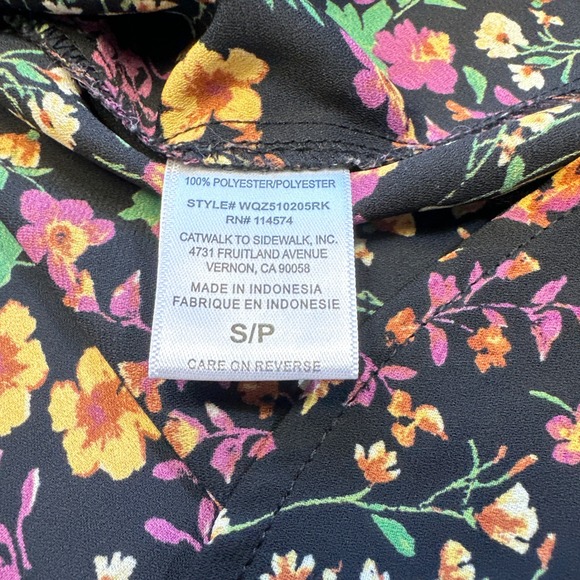 100% POLYESTER/POLYESTER
STYLE# WQZ510205RK
RN# 114574
CATWALK TO SIDEWALK, INC.
4731 FRUITLAND AVENUE
VERNON, CA 90058
MADE IN INDONESIA
FABRIQUE EN INDONESIE
S/P
CARE ON REVERSE